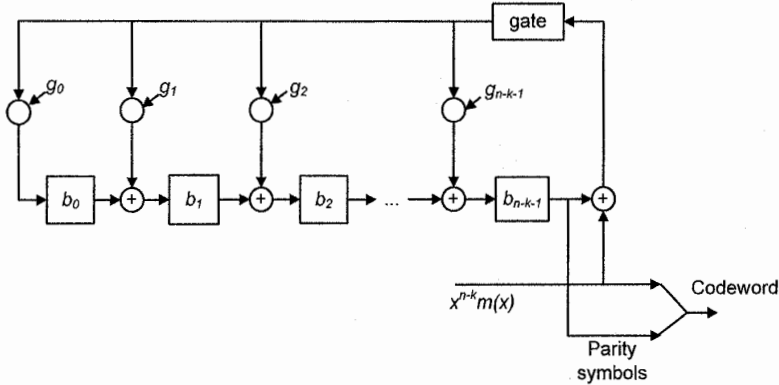 gate
g0 g1 g2 gn-k-1
b0 + b1 + b2 ... + bn-k-1 +
xn-km(x)
Codeword
Parity
symbols